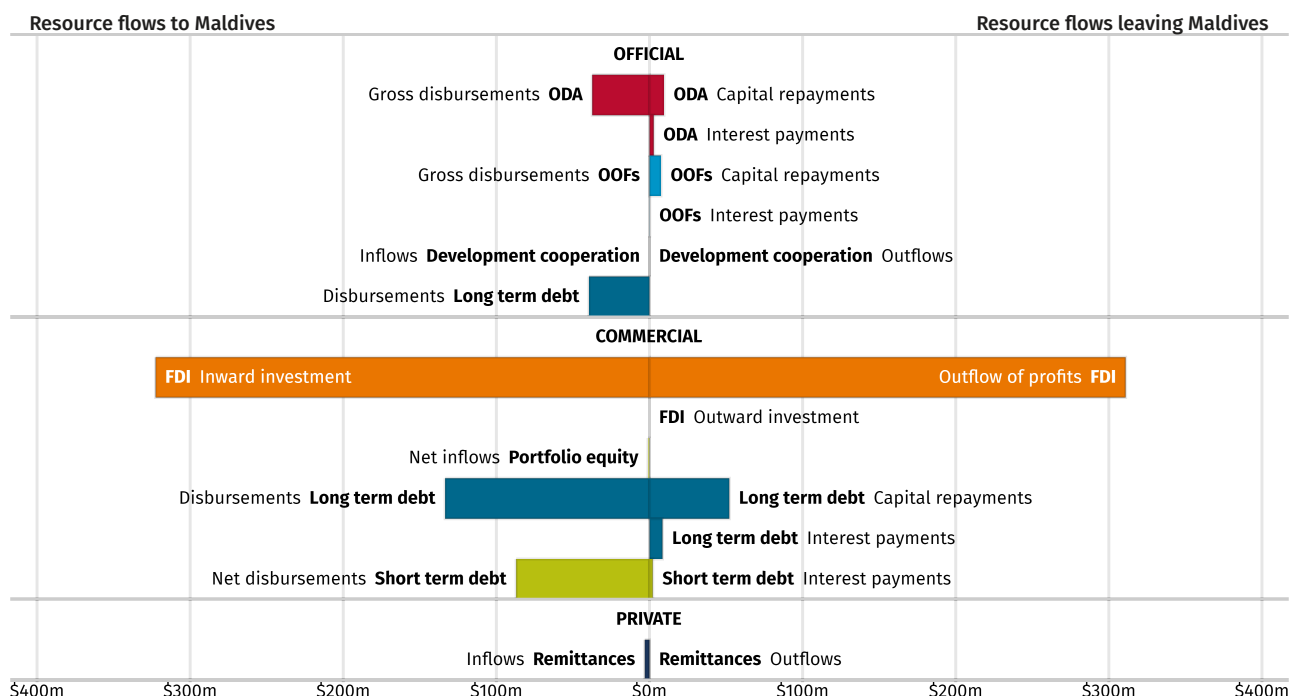 Resource flows to Maldives Resource flows leaving Maldives
OFFICIAL
Gross disbursements ODA ODA Capital repayments
ODA Interest payments
Gross disbursements OOFs OOFs Capital repayments
OOFs Interest payments
Inflows Development cooperation Development cooperation Outflows
Disbursements Long term debt
COMMERCIAL
FDI Inward investment Outflow of profits FDI
FDI Outward investment
Net inflows Portfolio equity
Disbursements Long term debt Long term debt Capital repayments
Long term debt Interest payments
Net disbursements Short term debt Short term debt Interest payments
PRIVATE
Inflows Remittances Remittances Outflows
$400m $300m $200m $100m $0m $100m $200m $300m $400m